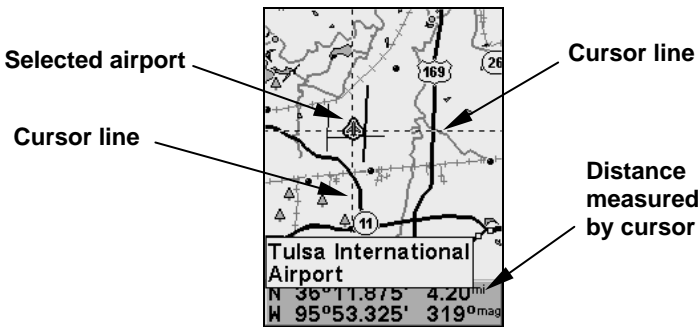 Selected airport
Cursor line
169
26
Cursor line
11
Distance
measured
by cursor
Tulsa International
Airport
N 36°11.875' 4.20mi
W 95°53.325' 319°mag